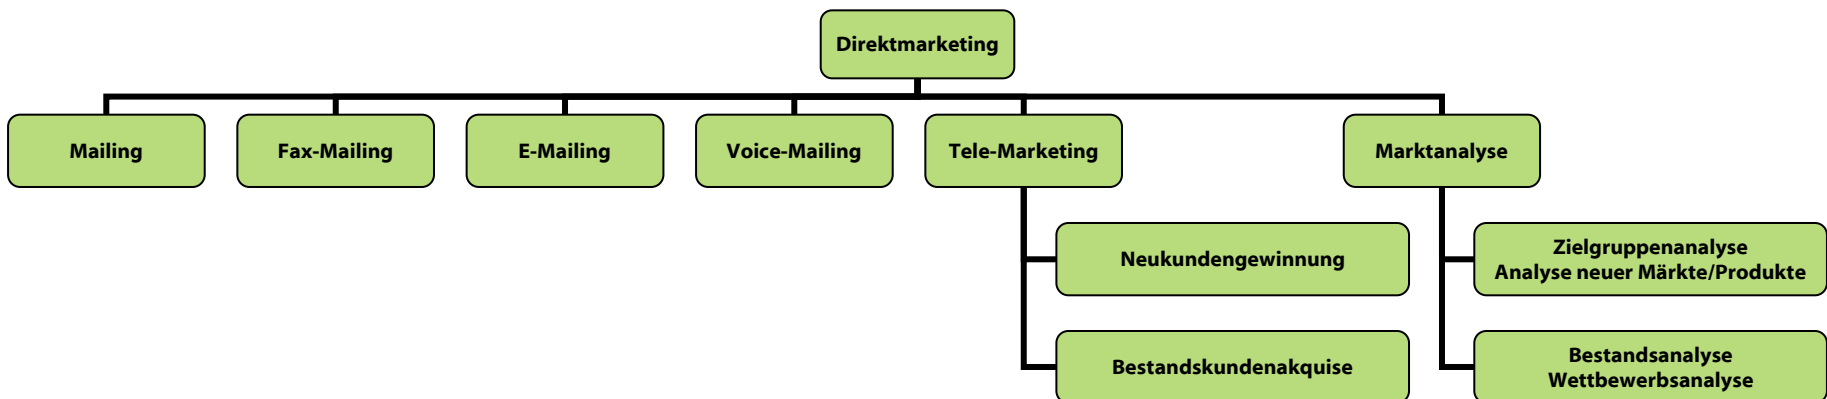 Direktmarketing
Mailing
Fax-Mailing
E-Mailing
Voice-Mailing
Tele-Marketing
Marktanalyse
Neukundengewinnung
Zielgruppenanalyse
Analyse neuer Märkte/Produkte
Bestandskundenakquise
Bestandsanalyse
Wettbewerbsanalyse